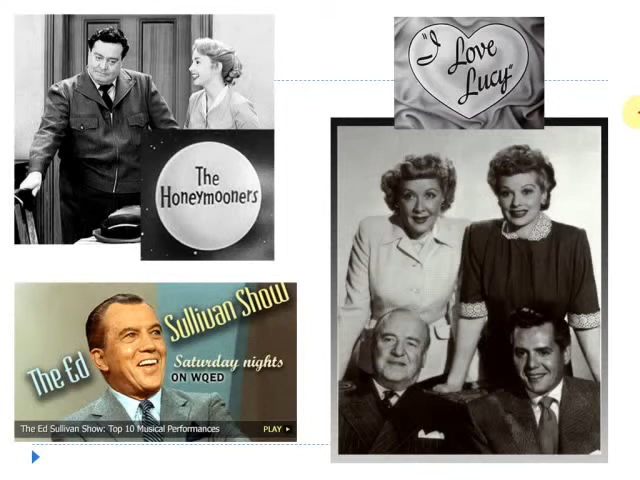 The
Honeymooners
"I
Love
Lucy"
The Ed
Sullivan Show
Saturday nights
ON WQED
The Ed Sullivan Show: Top 10 Musical Performances
PLAY